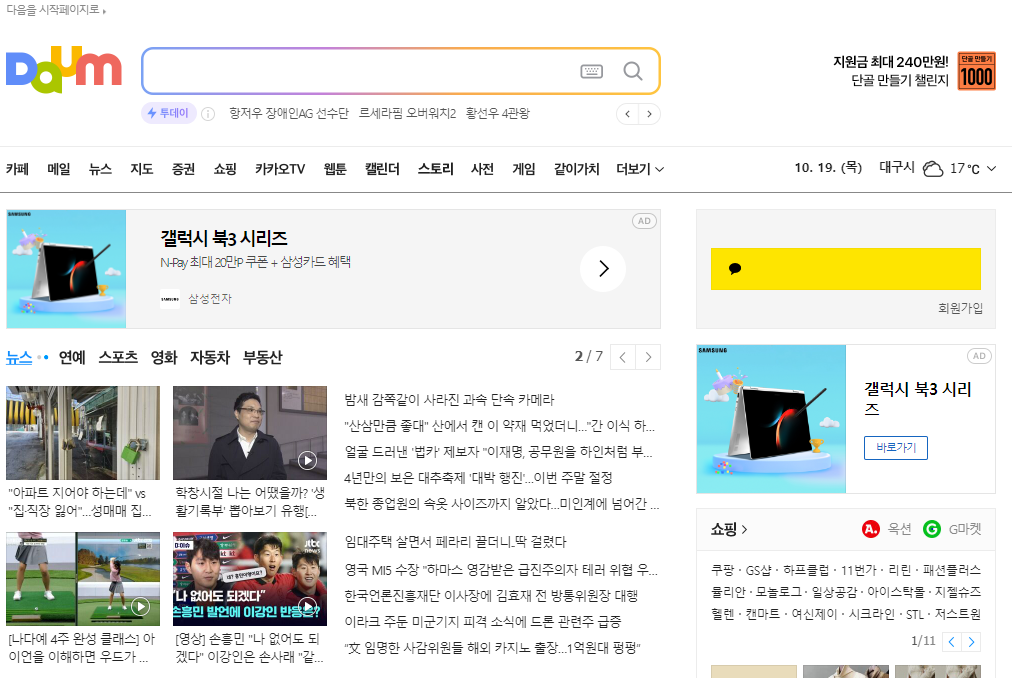 다음을 시작페이지로
Daum
지원금 최대 240만원!
단골 만들기 챌린지
단골 만들기
1000
투데이
항저우 장애인AG 선수단 르세라핌 오버워치2 황선우 4관왕
카페 메일 뉴스 지도 증권 쇼핑 카카오TV 웹툰 캘린더 스토리 사전 게임 같이가치 더보기
10. 19. (목) 대구시 17℃
SAMSUNG
갤럭시 북3 시리즈
N-Pay 최대 20만P 쿠폰 + 삼성카드 혜택
SAMSUNG 삼성전자
AD
회원가입
뉴스 연예 스포츠 영화 자동차 부동산
2 / 7
"아파트 지어야 하는데" vs
"집·직장 잃어"...성매매 집...
학창시절 나는 어땠을까? '생
활기록부' 뽑아보기 유행[...
밤새 감쪽같이 사라진 과속 단속 카메라
"산삼만큼 좋대" 산에서 캔 이 약재 먹었더니..."간 이식 하...
얼굴 드러낸 '법카' 제보자 "이재명, 공무원을 하인처럼 부...
4년만의 보은 대추축제 '대박 행진'...이번 주말 절정
북한 종업원의 속옷 사이즈까지 알았다...미인계에 넘어간 ...
kt kt
jtbc
news
네? 흥민이형이요?
"나 없어도 되겠다"
손흥민 발언에 이강인 반응은?
[나다예 4주 완성 클래스] 아
이언을 이해하면 우드가 ...
[영상] 손흥민 "나 없어도 되
겠다" 이강인은 손사래 "같...
임대주택 살면서 페라리 끌더니..딱 걸렸다
영국 MI5 수장 "하마스 영감받은 급진주의자 테러 위협 우...
한국언론진흥재단 이사장에 김효재 전 방통위원장 대행
이라크 주둔 미군기지 피격 소식에 드론 관련주 급증
"文 임명한 사감위원들 해외 카지노 출장...1억원대 펑펑"
SAMSUNG
AD
갤럭시 북3 시리
즈
바로가기
쇼핑
A. 옥션 G G마켓
쿠팡 · GS샵 · 하프클럽 · 11번가 · 리린 · 패션플러스
뮬리안 · 모놀로그 · 일상공감 · 아이스탁몰 · 지젤슈즈
헬렌 · 캔마트 · 여신제이 · 시크라인 · STL · 저스트원
1/11